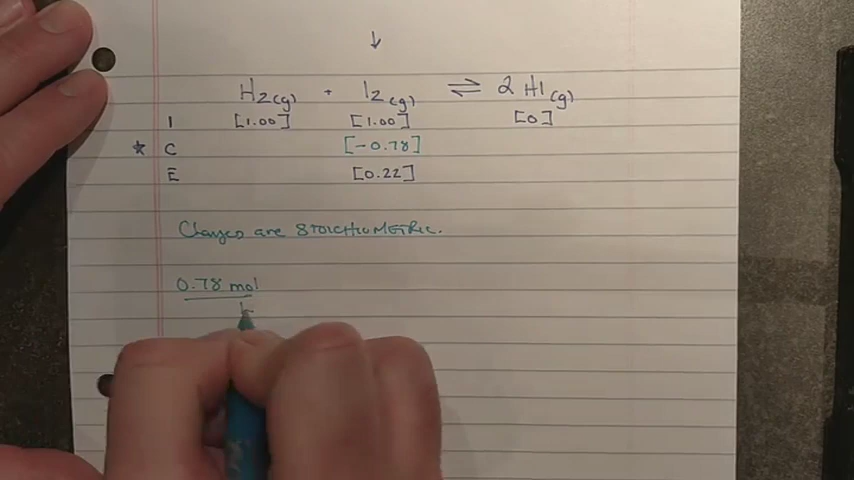 ↓
H2(g) + I2(g) ⇌ 2 HI(g)
I [1.00] [1.00] [0]
★ C [-0.78]
E [0.22]
Changes are STOICHIOMETRIC.
0.78 mol
L